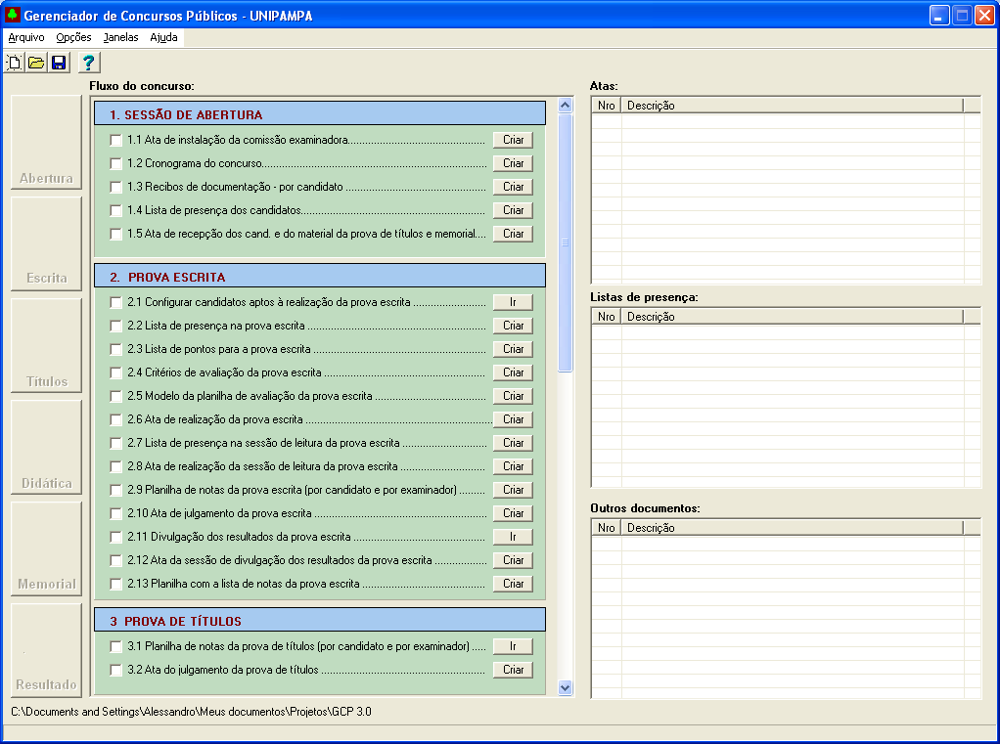 Gerenciador de Concursos Públicos - UNIPAMPA
Arquivo Opções Janelas Ajuda
Fluxo do concurso:
Abertura
Escrita
Títulos
Didática
Memorial
Resultado
1. SESSÃO DE ABERTURA
1.1 Ata de instalação da comissão examinadora................................................ Criar
1.2 Cronograma do concurso............................................................................. Criar
1.3 Recibos de documentação - por candidato ................................................ Criar
1.4 Lista de presença dos candidatos............................................................... Criar
1.5 Ata de recepção dos cand. e do material da prova de títulos e memorial.... Criar
2. PROVA ESCRITA
2.1 Configurar candidatos aptos à realização da prova escrita ......................... Ir
2.2 Lista de presença na prova escrita ............................................................. Criar
2.3 Lista de pontos para a prova escrita ............................................................ Criar
2.4 Critérios de avaliação da prova escrita ........................................................ Criar
2.5 Modelo da planilha de avaliação da prova escrita ...................................... Criar
2.6 Ata de realização da prova escrita ............................................................... Criar
2.7 Lista de presença na sessão de leitura da prova escrita ............................. Criar
2.8 Ata de realização da sessão de leitura da prova escrita .............................. Criar
2.9 Planilha de notas da prova escrita (por candidato e por examinador) ......... Criar
2.10 Ata de julgamento da prova escrita ............................................................ Criar
2.11 Divulgação dos resultados da prova escrita .............................................. Ir
2.12 Ata da sessão de divulgação dos resultados da prova escrita .................. Criar
2.13 Planilha com a lista de notas da prova escrita ........................................... Criar
3 PROVA DE TÍTULOS
3.1 Planilha de notas da prova de títulos (por candidato e por examinador) ..... Ir
3.2 Ata do julgamento da prova de títulos ......................................................... Criar
Atas:
Nro Descrição
Listas de presença:
Nro Descrição
Outros documentos:
Nro Descrição
C:\Documents and Settings\Alessandro\Meus documentos\Projetos\GCP 3.0